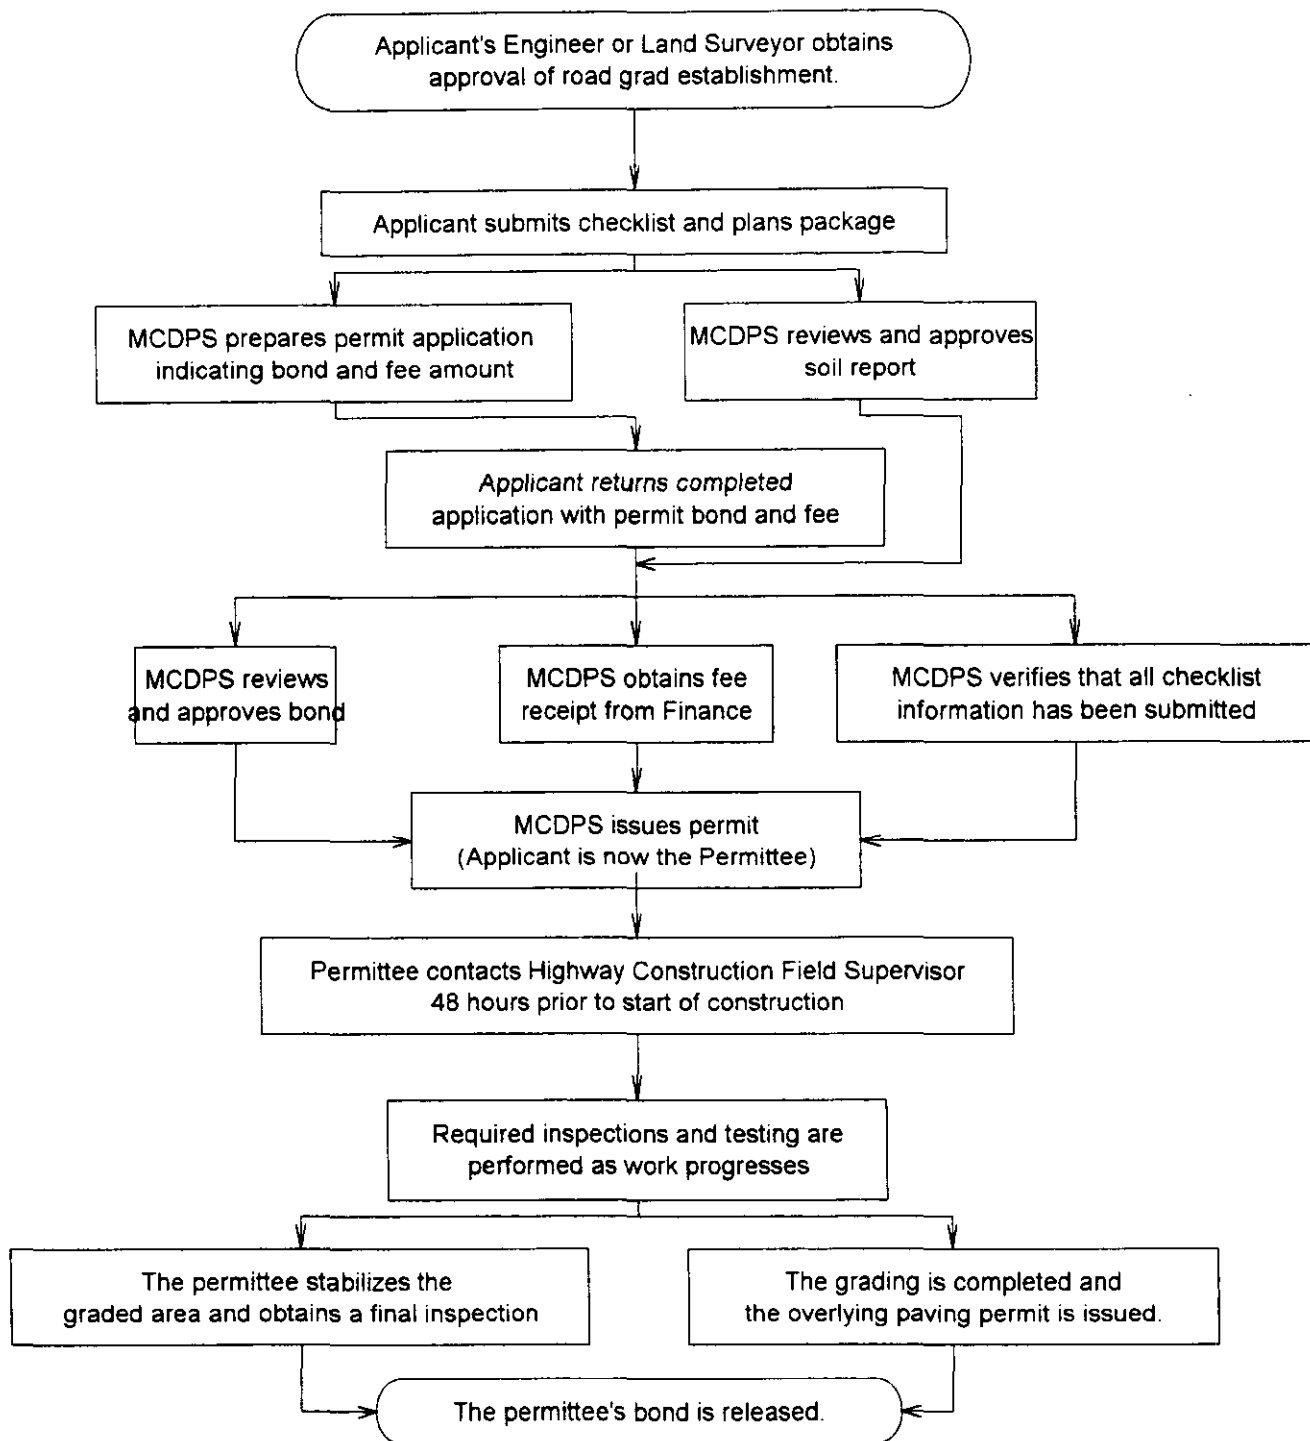 Applicant's Engineer or Land Surveyor obtains
approval of road grad establishment.
Applicant submits checklist and plans package
MCDPS prepares permit application
indicating bond and fee amount
MCDPS reviews and approves
soil report
Applicant returns completed
application with permit bond and fee
MCDPS reviews
and approves bond
MCDPS obtains fee
receipt from Finance
MCDPS verifies that all checklist
information has been submitted
MCDPS issues permit
(Applicant is now the Permittee)
Permittee contacts Highway Construction Field Supervisor
48 hours prior to start of construction
Required inspections and testing are
performed as work progresses
The permittee stabilizes the
graded area and obtains a final inspection
The grading is completed and
the overlying paving permit is issued.
The permittee's bond is released.